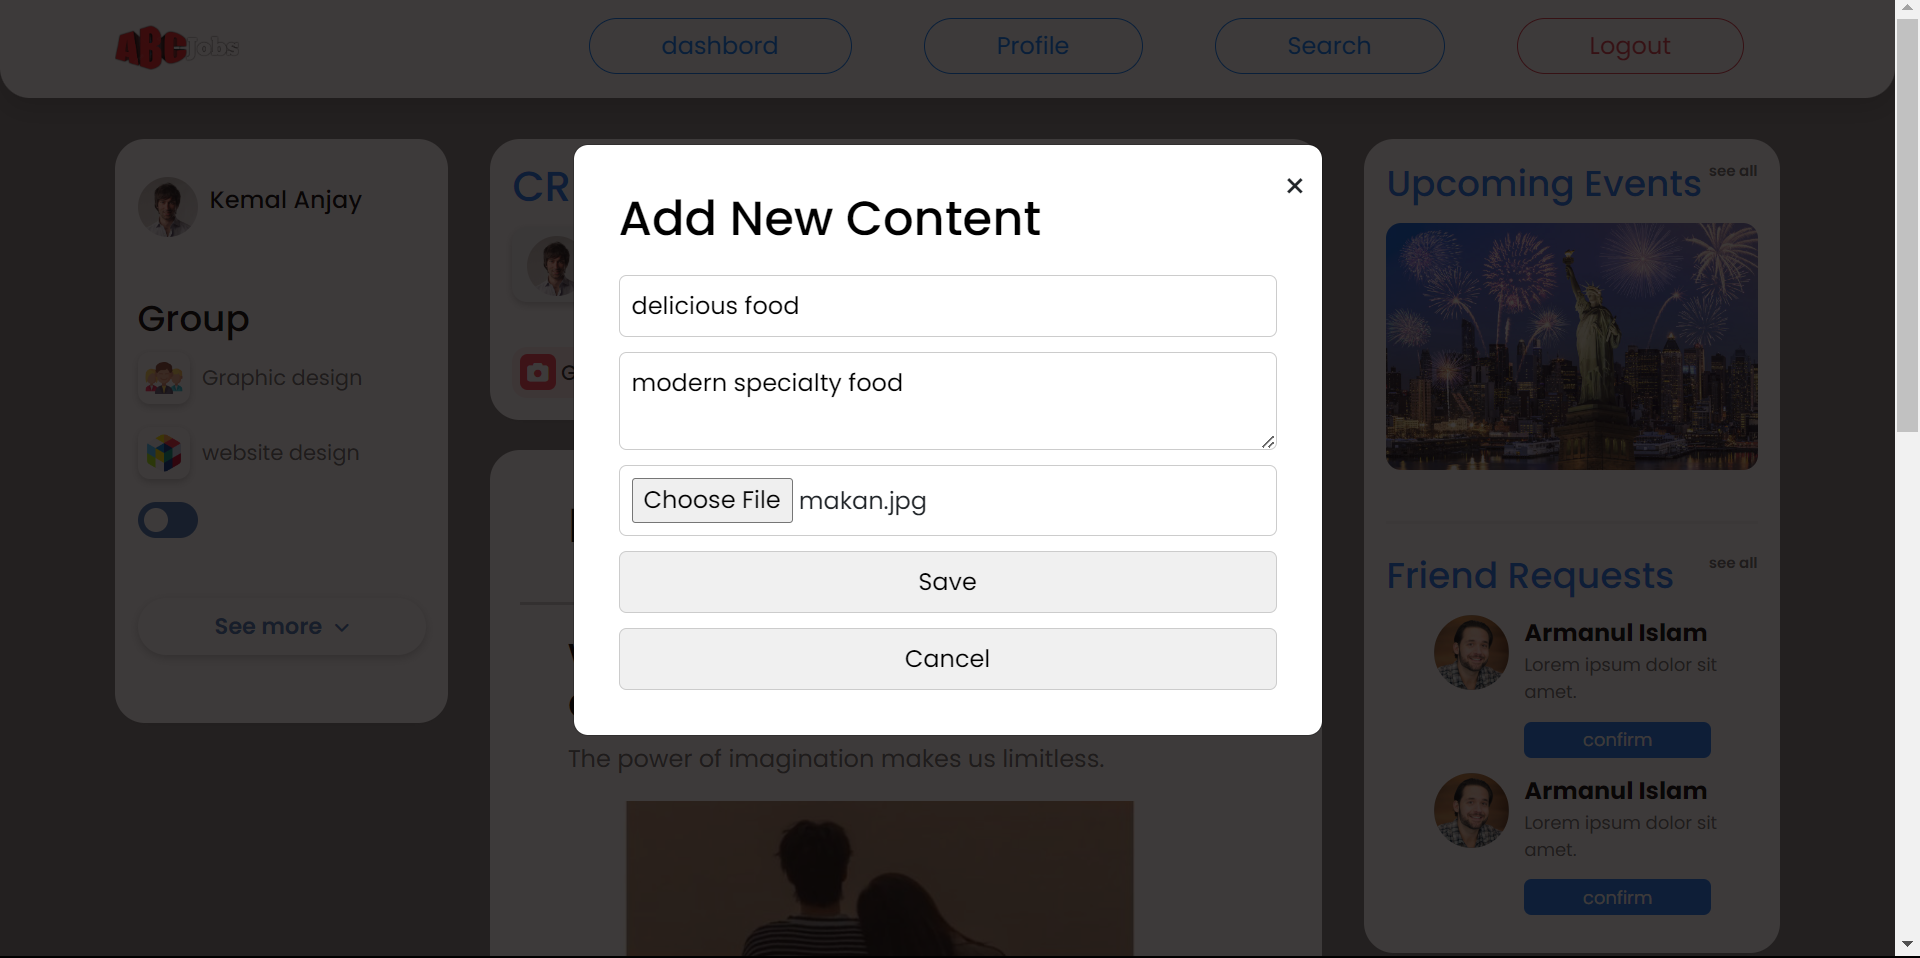 ABC Jobs
dashbord
Profile
Search
Logout
Kemal Anjay
Group
Graphic design
website design
See more
CR
G
Add New Content
×
delicious food
modern specialty food
Choose File makan.jpg
Save
Cancel
The power of imagination makes us limitless.
Upcoming Events
see all
Friend Requests
see all
Armanul Islam
Lorem ipsum dolor sit
amet.
confirm
Armanul Islam
Lorem ipsum dolor sit
amet.
confirm